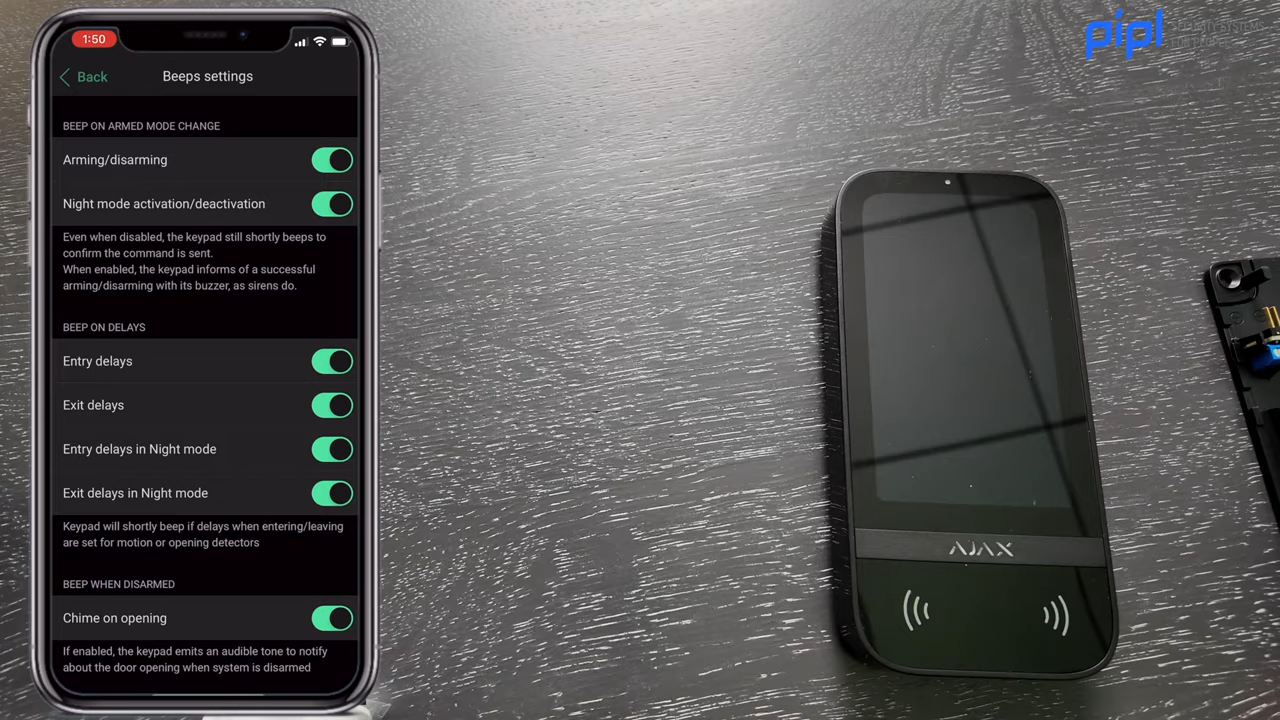 1:50
Back
Beeps settings
BEEP ON ARMED MODE CHANGE
Arming/disarming
Night mode activation/deactivation
Even when disabled, the keypad still shortly beeps to
confirm the command is sent.
When enabled, the keypad informs of a successful
arming/disarming with its buzzer, as sirens do.
BEEP ON DELAYS
Entry delays
Exit delays
Entry delays in Night mode
Exit delays in Night mode
Keypad will shortly beep if delays when entering/leaving
are set for motion or opening detectors
BEEP WHEN DISARMED
Chime on opening
If enabled, the keypad emits an audible tone to notify
about the door opening when system is disarmed
pipl
AJAX